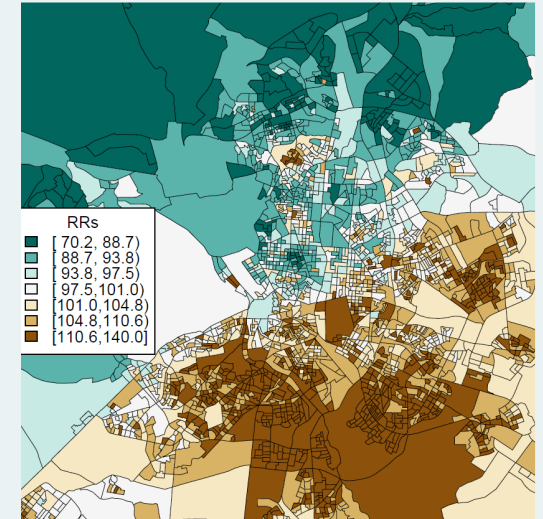 RRs
[ 70.2, 88.7)
[ 88.7, 93.8)
[ 93.8, 97.5)
[ 97.5,101.0)
[101.0,104.8)
[104.8,110.6)
[110.6,140.0]